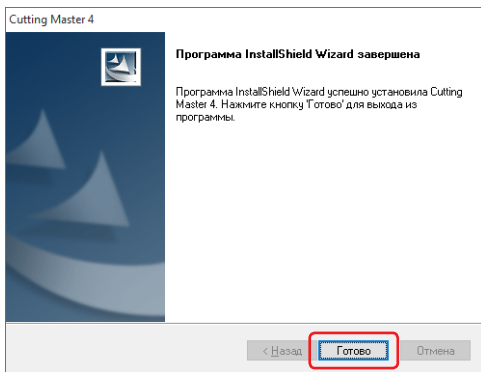 Cutting Master 4
Программа InstallShield Wizard завершена
Программа InstallShield Wizard успешно установила Cutting
Master 4. Нажмите кнопку 'Готово' для выхода из
программы.
< Назад
Готово
Отмена